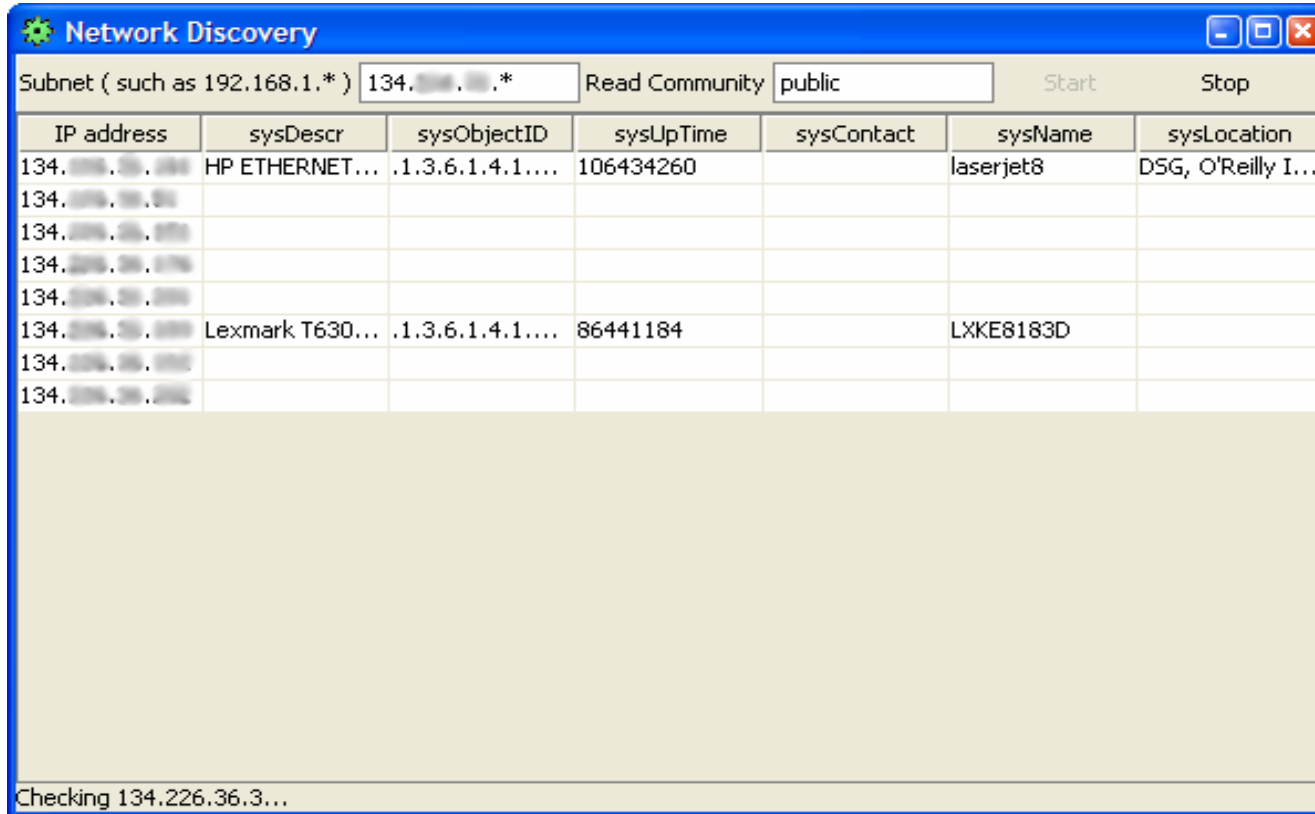 Network Discovery
Subnet ( such as 192.168.1.* ) 134. . .* Read Community public Start Stop
IP address sysDescr sysObjectID sysUpTime sysContact sysName sysLocation
134. . . HP ETHERNET... .1.3.6.1.4.1.... 106434260 laserjet8 DSG, O'Reilly I...
134. . .
134. . .
134. . .
134. . .
134. . . Lexmark T630... .1.3.6.1.4.1.... 86441184 LXKE8183D
134. . .
134. . .
Checking 134.226.36.3...